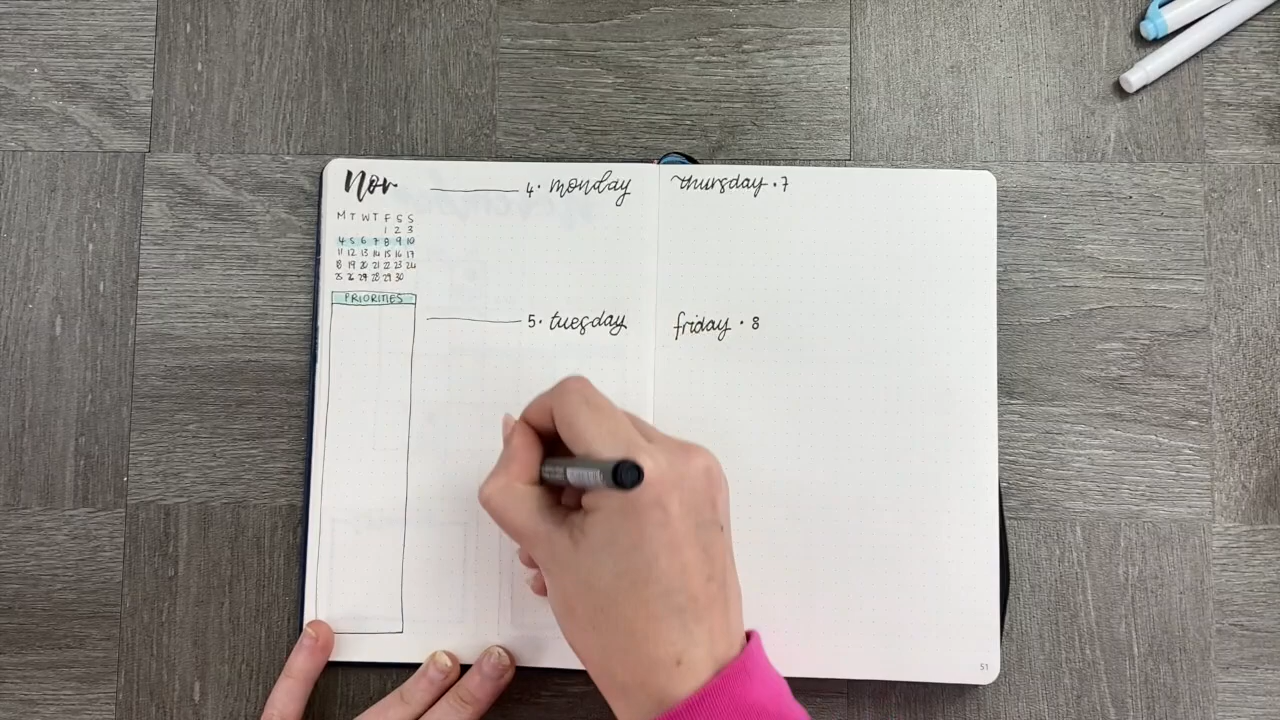 Nov
M T W T F S S
1 2 3
4 5 6 7 8 9 10
11 12 13 14 15 16 17
18 19 20 21 22 23 24
25 26 27 28 29 30
PRIORITIES
4. monday
5. tuesday
thursday . 7
friday . 8
51